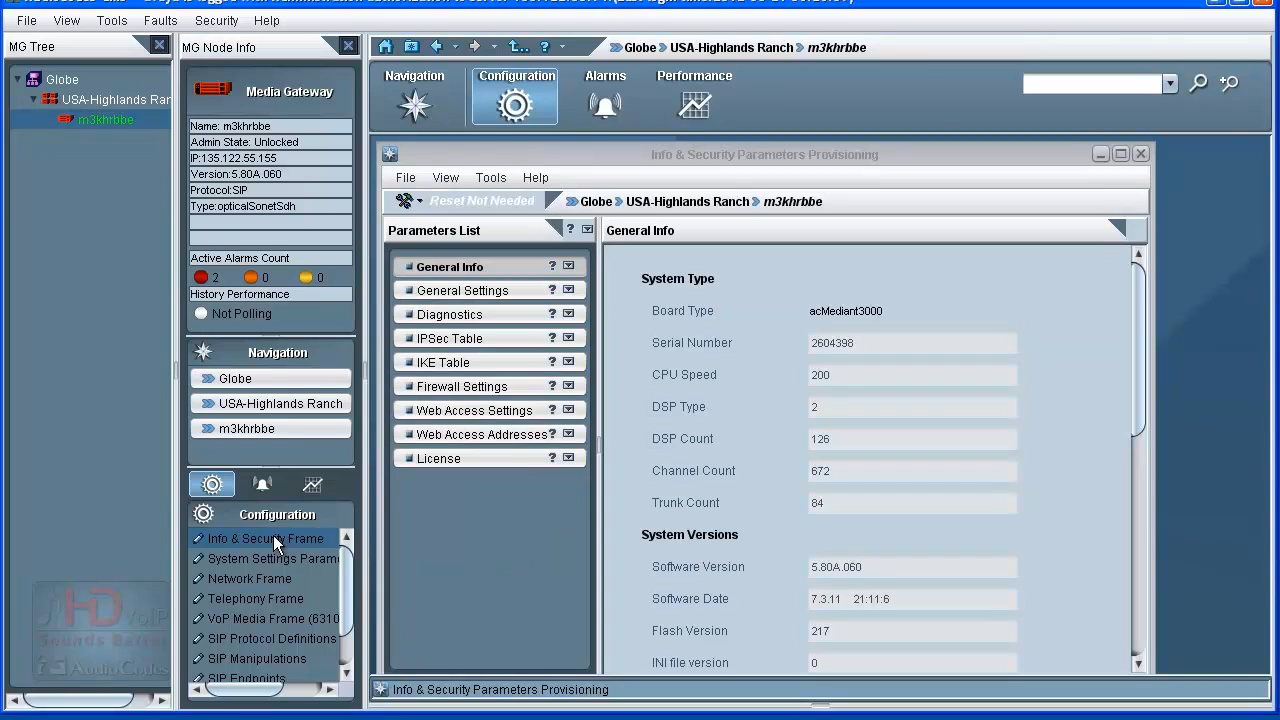 File View Tools Faults Security Help
MG Tree
Globe
USA-Highlands Ran
m3khrbbe
HD VoIP
Sounds Better
AudioCodes
MG Node Info
Media Gateway
Name: m3khrbbe
Admin State: Unlocked
IP:135.122.55.155
Version:5.80A.060
Protocol:SIP
Type:opticalSonetSdh
Active Alarms Count
2 0 0
History Performance
Not Polling
Navigation
Globe
USA-Highlands Ranch
m3khrbbe
Configuration
Info & Security Frame
System Settings Param
Network Frame
Telephony Frame
VoP Media Frame (6310
SIP Protocol Definitions
SIP Manipulations
SIP Endpoints
Globe USA-Highlands Ranch m3khrbbe
Navigation Configuration Alarms Performance
Info & Security Parameters Provisioning
File View Tools Help
Reset Not Needed Globe USA-Highlands Ranch m3khrbbe
Parameters List ?
General Info ?
General Settings ?
Diagnostics ?
IPSec Table ?
IKE Table ?
Firewall Settings ?
Web Access Settings ?
Web Access Addresses ?
License ?
General Info
System Type
Board Type acMediant3000
Serial Number 2604398
CPU Speed 200
DSP Type 2
DSP Count 126
Channel Count 672
Trunk Count 84
System Versions
Software Version 5.80A.060
Software Date 7.3.11 21:11:6
Flash Version 217
INI file version 0
Info & Security Parameters Provisioning